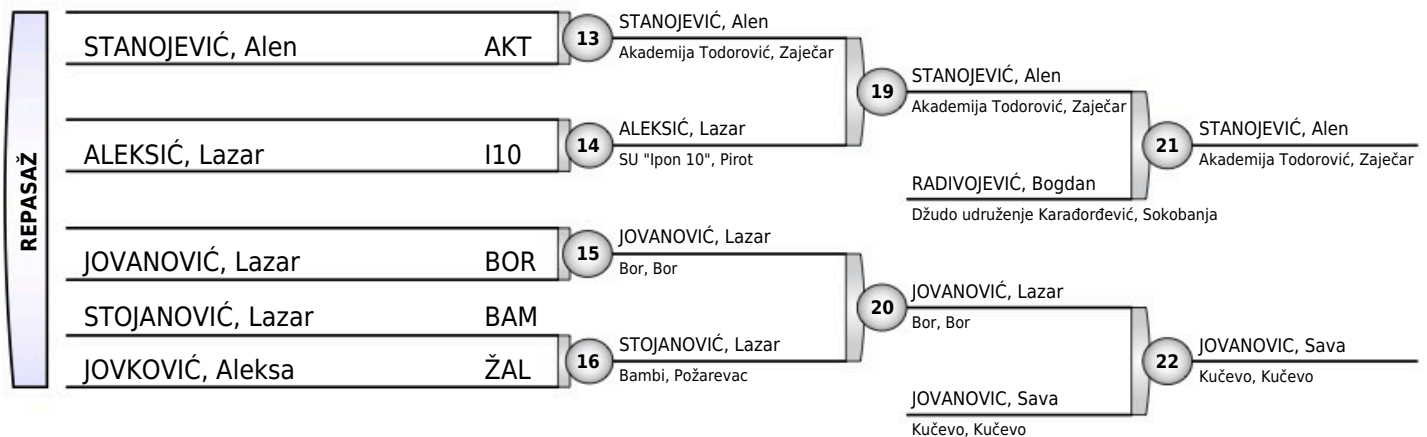 REPASAŽ
STANOJEVIĆ, Alen AKT
ALEKSIĆ, Lazar I10
JOVANOVIĆ, Lazar BOR
STOJANOVIĆ, Lazar BAM
JOVKOVIĆ, Aleksa ŽAL
13
STANOJEVIĆ, Alen
Akademija Todorović, Zaječar
14
ALEKSIĆ, Lazar
SU "Ipon 10", Pirot
15
JOVANOVIĆ, Lazar
Bor, Bor
16
STOJANOVIĆ, Lazar
Bambi, Požarevac
19
STANOJEVIĆ, Alen
Akademija Todorović, Zaječar
RADIVOJEVIĆ, Bogdan
Džudo udruženje Karađorđević, Sokobanja
20
JOVANOVIĆ, Lazar
Bor, Bor
JOVANOVIC, Sava
Kučevo, Kučevo
21
STANOJEVIĆ, Alen
Akademija Todorović, Zaječar
22
JOVANOVIC, Sava
Kučevo, Kučevo